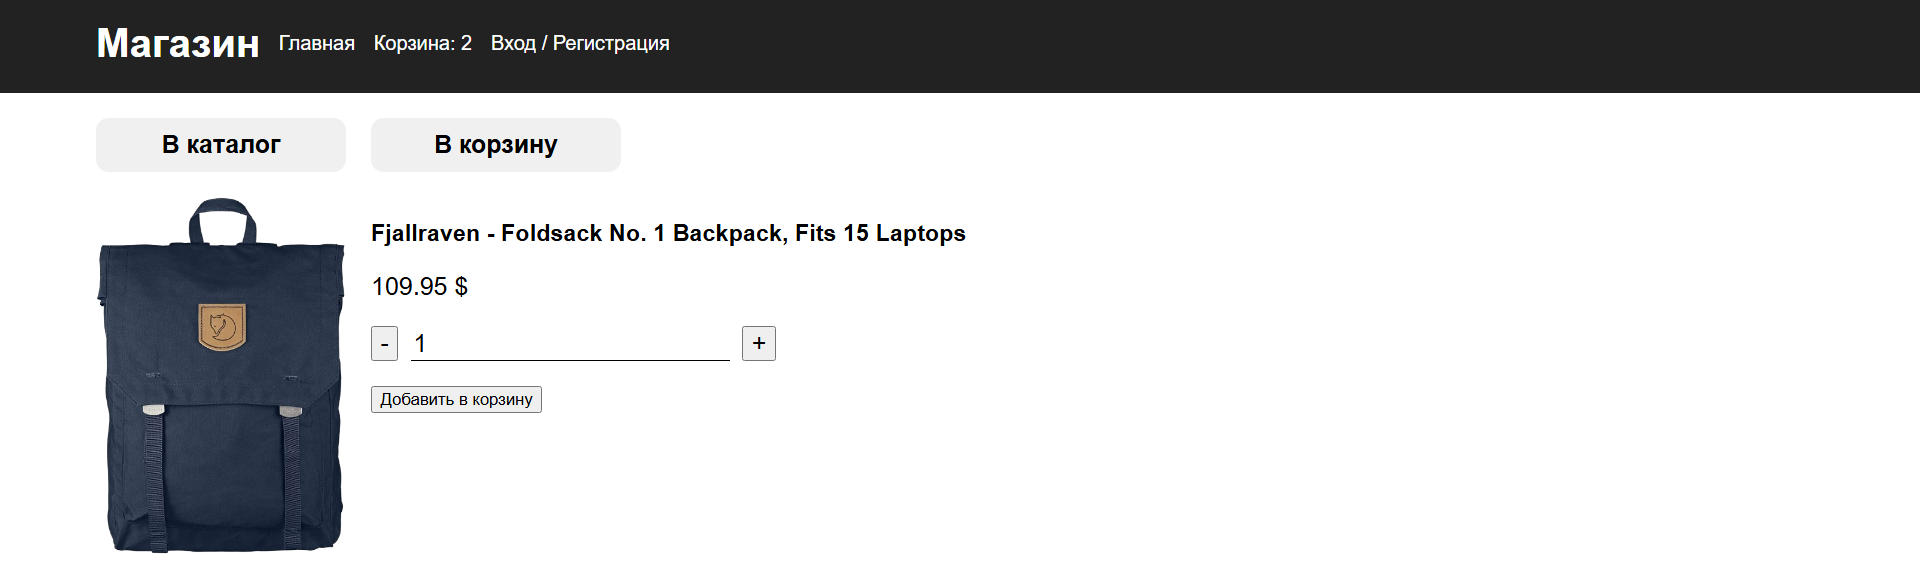 Магазин Главная Корзина: 2 Вход / Регистрация
В каталог В корзину
Fjallraven - Foldsack No. 1 Backpack, Fits 15 Laptops
109.95 $
- 1 +
Добавить в корзину